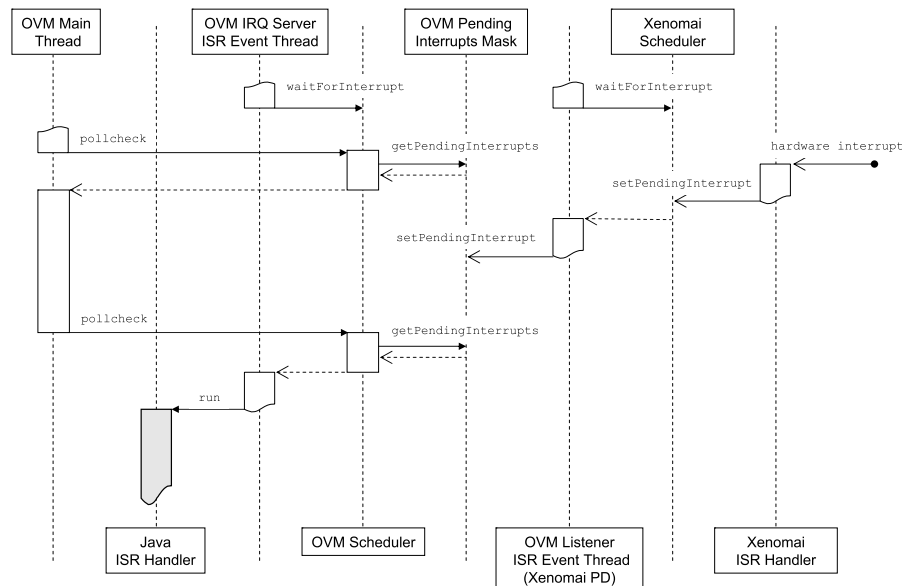 OVM Main
Thread
OVM IRQ Server
ISR Event Thread
OVM Pending
Interrupts Mask
Xenomai
Scheduler
waitForInterrupt
waitForInterrupt
pollcheck
getPendingInterrupts
hardware interrupt
setPendingInterrupt
setPendingInterrupt
pollcheck
getPendingInterrupts
run
Java
ISR Handler
OVM Scheduler
OVM Listener
ISR Event Thread
(Xenomai PD)
Xenomai
ISR Handler